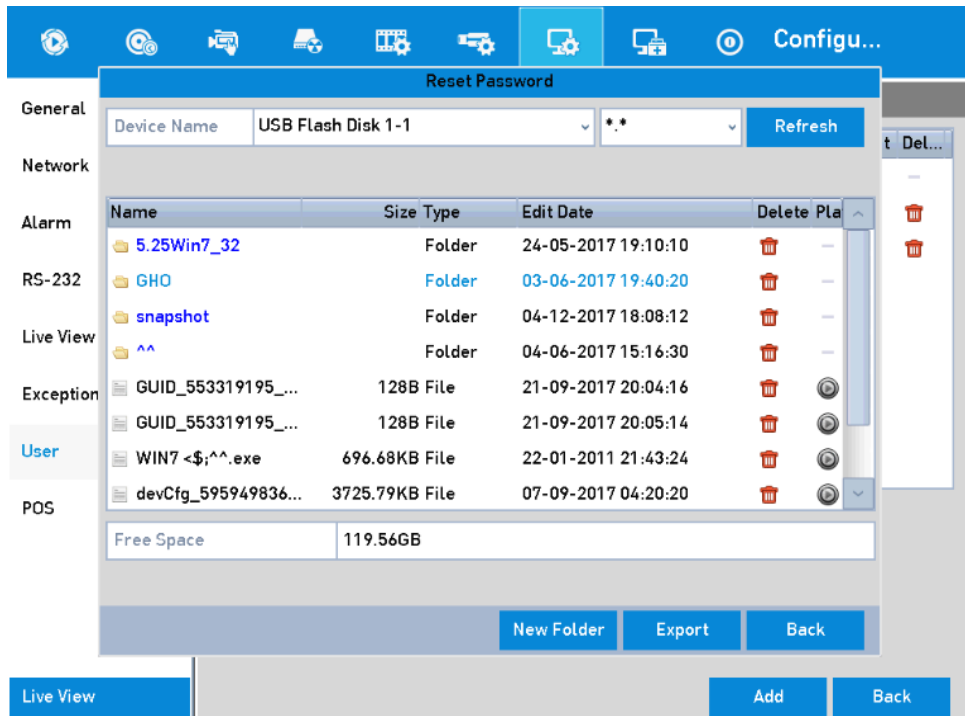 Configu...
Reset Password
General
Device Name USB Flash Disk 1-1 *.* Refresh
t Del...
Network
Name Size Type Edit Date Delete Pla
Alarm
5.25Win7_32 Folder 24-05-2017 19:10:10
RS-232
GHO Folder 03-06-2017 19:40:20
snapshot Folder 04-12-2017 18:08:12
Live View
^^ Folder 04-06-2017 15:16:30
Exception
GUID_553319195_... 128B File 21-09-2017 20:04:16
GUID_553319195_... 128B File 21-09-2017 20:05:14
User
WIN7 <$;^^.exe 696.68KB File 22-01-2011 21:43:24
devCfg_595949836... 3725.79KB File 07-09-2017 04:20:20
POS
Free Space 119.56GB
New Folder Export Back
Live View Add Back